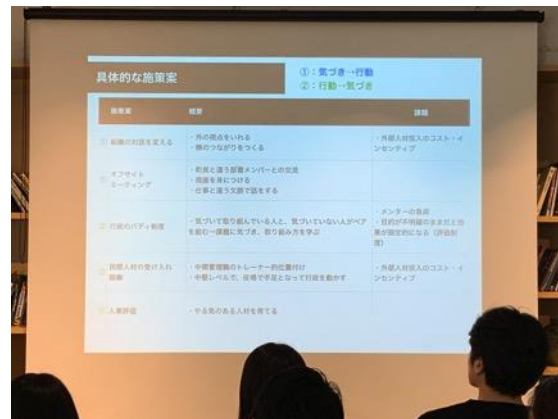 具体的な施策案
①：気づき→行動
②：行動→気づき
施策案
概要
課題
組織の対話を変える
・外の視点をいれる
・横のつながりをつくる
・外部人材投入のコスト・イ
ンセンティブ
オフサイト
ミーティング
・町民と違う部署メンバーとの交流
・視座を身につける
・仕事と違う文脈で話をする
行政のバディ制度
・気づいて取り組んでいる人と、気づいていない人がペア
を組む→課題に気づき、取り組み方を学ぶ
・メンターの負荷
・目的が不明確のままだと効
果が限定的になる（評価制
度）
民間人材の受け入れ
・中間管理職のトレーナー的位置付け
・中堅レベルで、役場で手足となって行政を動かす
・外部人材投入のコスト・イ
ンセンティブ
人事評価
・やる気のある人材を育てる